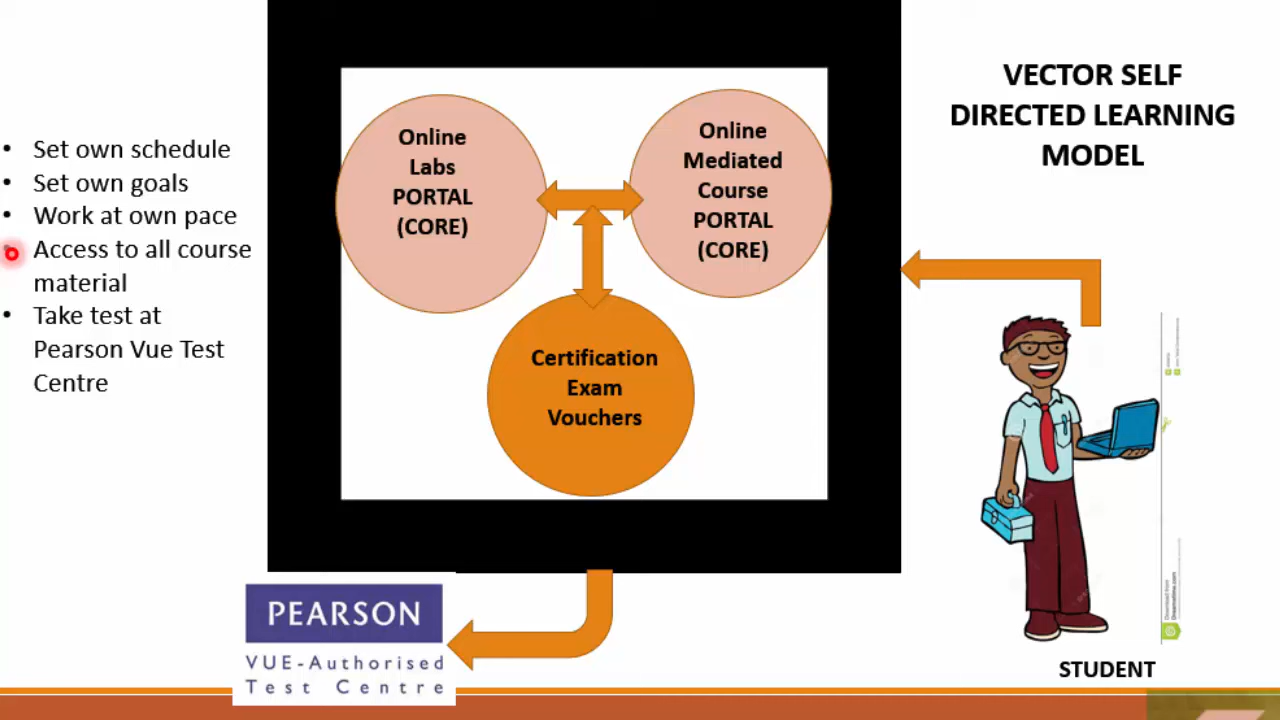 VECTOR SELF
DIRECTED LEARNING
MODEL
• Set own schedule
• Set own goals
• Work at own pace
• Access to all course
material
• Take test at
Pearson Vue Test
Centre
Online
Labs
PORTAL
(CORE)
Online
Mediated
Course
PORTAL
(CORE)
Certification
Exam
Vouchers
PEARSON
VUE-Authorised
Test Centre
STUDENT